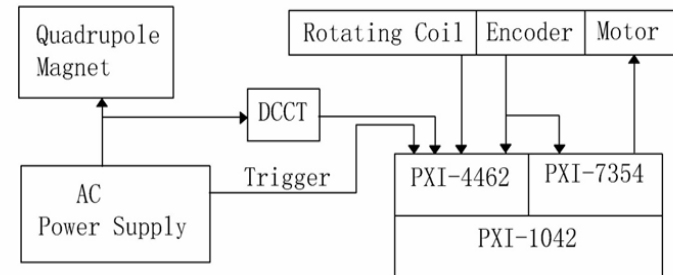 Quadrupole
Magnet
Rotating Coil
Encoder
Motor
DCCT
AC
Power Supply
Trigger
PXI-4462
PXI-7354
PXI-1042